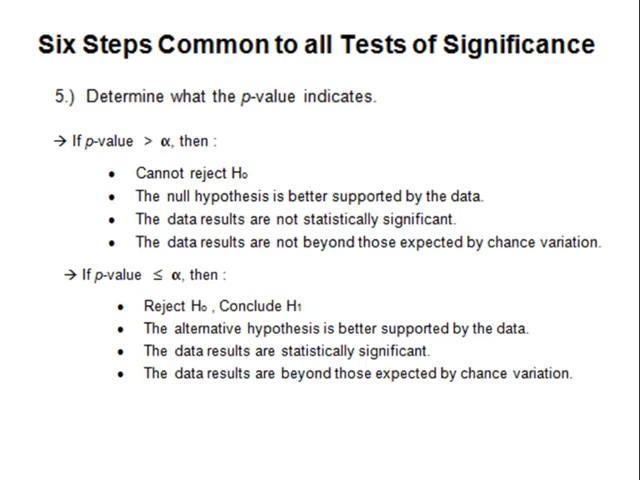 Six Steps Common to all Tests of Significance
5.) Determine what the p-value indicates.
→ If p-value > α, then :
• Cannot reject H₀
• The null hypothesis is better supported by the data.
• The data results are not statistically significant.
• The data results are not beyond those expected by chance variation.
→ If p-value ≤ α, then :
• Reject H₀ , Conclude H₁
• The alternative hypothesis is better supported by the data.
• The data results are statistically significant.
• The data results are beyond those expected by chance variation.